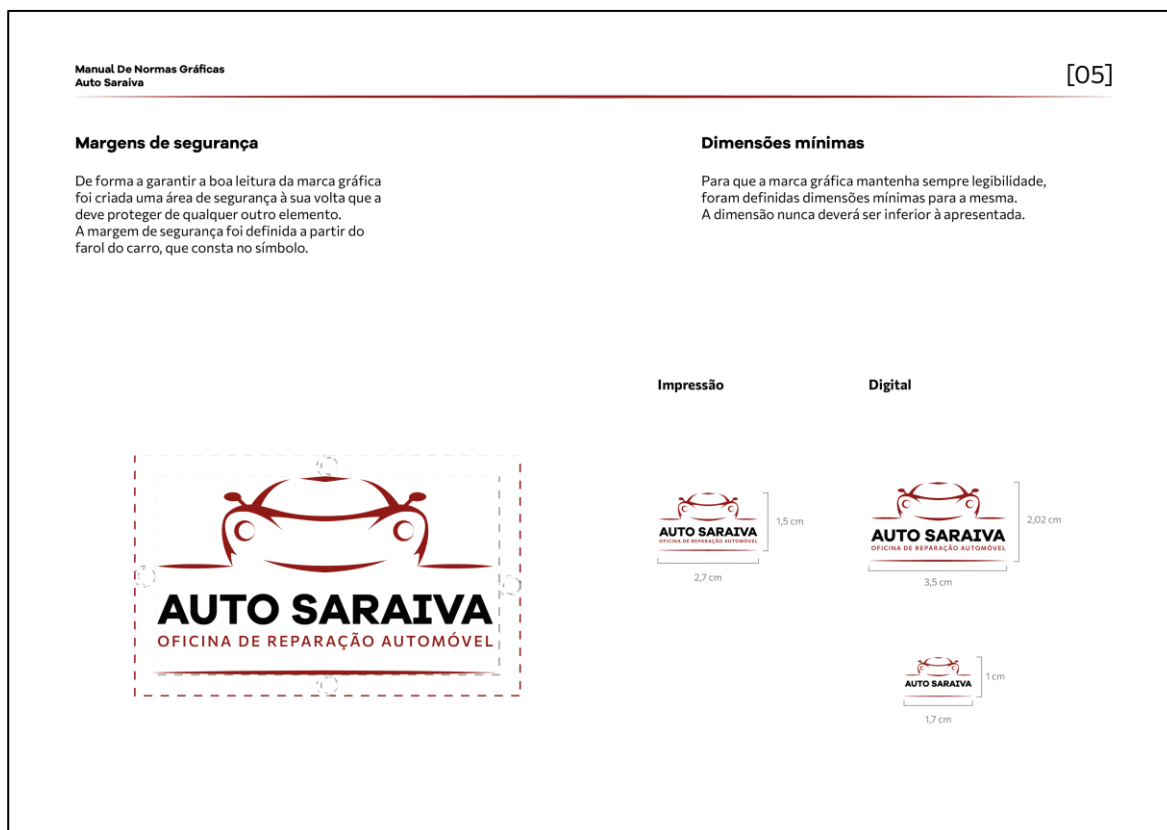 Manual De Normas Gráficas
Auto Saraiva
[05]
Margens de segurança
De forma a garantir a boa leitura da marca gráfica
foi criada uma área de segurança à sua volta que a
deve proteger de qualquer outro elemento.
A margem de segurança foi definida a partir do
farol do carro, que consta no símbolo.
Dimensões mínimas
Para que a marca gráfica mantenha sempre legibilidade,
foram definidas dimensões mínimas para a mesma.
A dimensão nunca deverá ser inferior à apresentada.
AUTO SARAIVA
OFICINA DE REPARAÇÃO AUTOMÓVEL
Impressão
AUTO SARAIVA
OFICINA DE REPARAÇÃO AUTOMÓVEL
1,5 cm
2,7 cm
Digital
AUTO SARAIVA
OFICINA DE REPARAÇÃO AUTOMÓVEL
2,02 cm
3,5 cm
AUTO SARAIVA
1 cm
1,7 cm